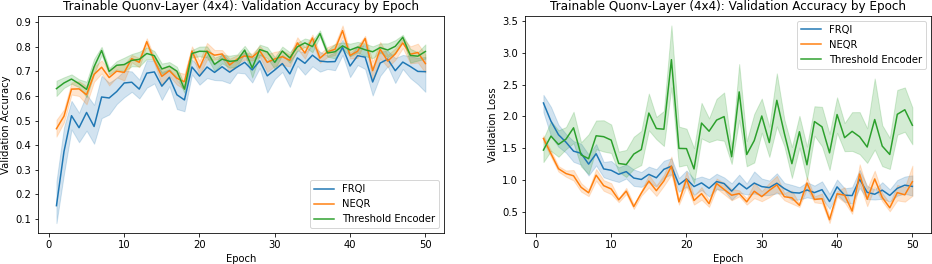 Trainable Quonv-Layer (4x4): Validation Accuracy by Epoch
Validation Accuracy
0.9
0.8
0.7
0.6
0.5
0.4
0.3
0.2
0.1
FRQI
NEQR
Threshold Encoder
0
10
20
30
40
50
Epoch
Trainable Quonv-Layer (4x4): Validation Accuracy by Epoch
Validation Loss
3.5
3.0
2.5
2.0
1.5
1.0
0.5
FRQI
NEQR
Threshold Encoder
0
10
20
30
40
50
Epoch